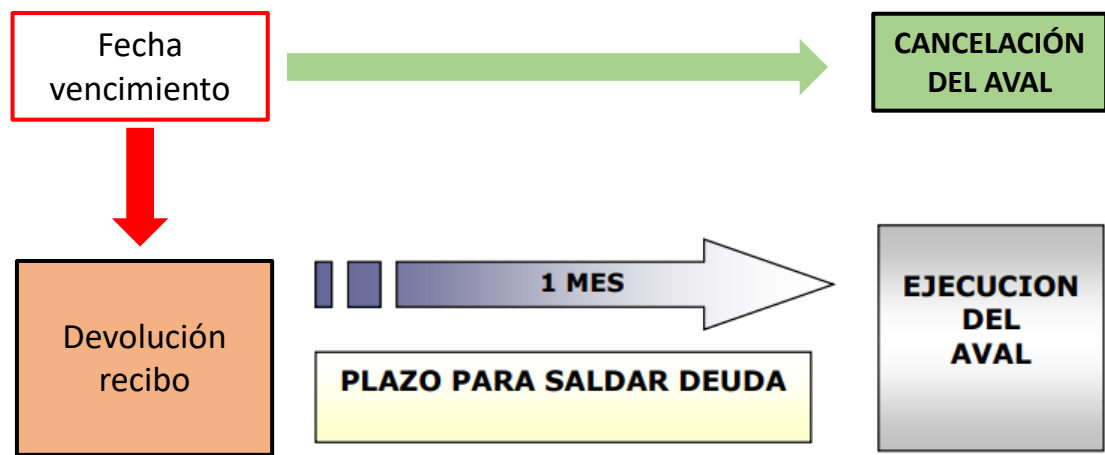 Fecha
vencimiento
CANCELACIÓN
DEL AVAL
Devolución
recibo
1 MES
PLAZO PARA SALDAR DEUDA
EJECUCION
DEL
AVAL